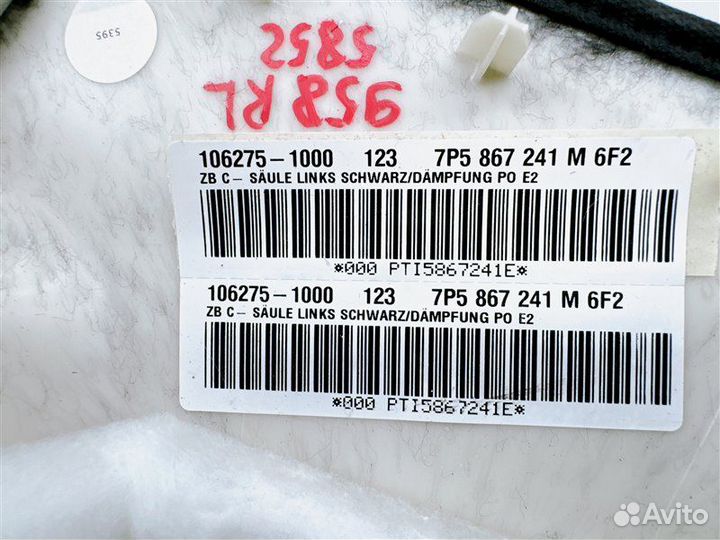 5395
5852
958 RL
106275-1000 123 7P5 867 241 M 6F2
ZB C- SÄULE LINKS SCHWARZ/DÄMPFUNG PO E2
*000 PTI5867241E*
106275-1000 123 7P5 867 241 M 6F2
ZB C- SÄULE LINKS SCHWARZ/DÄMPFUNG PO E2
*000 PTI5867241E*
Avito